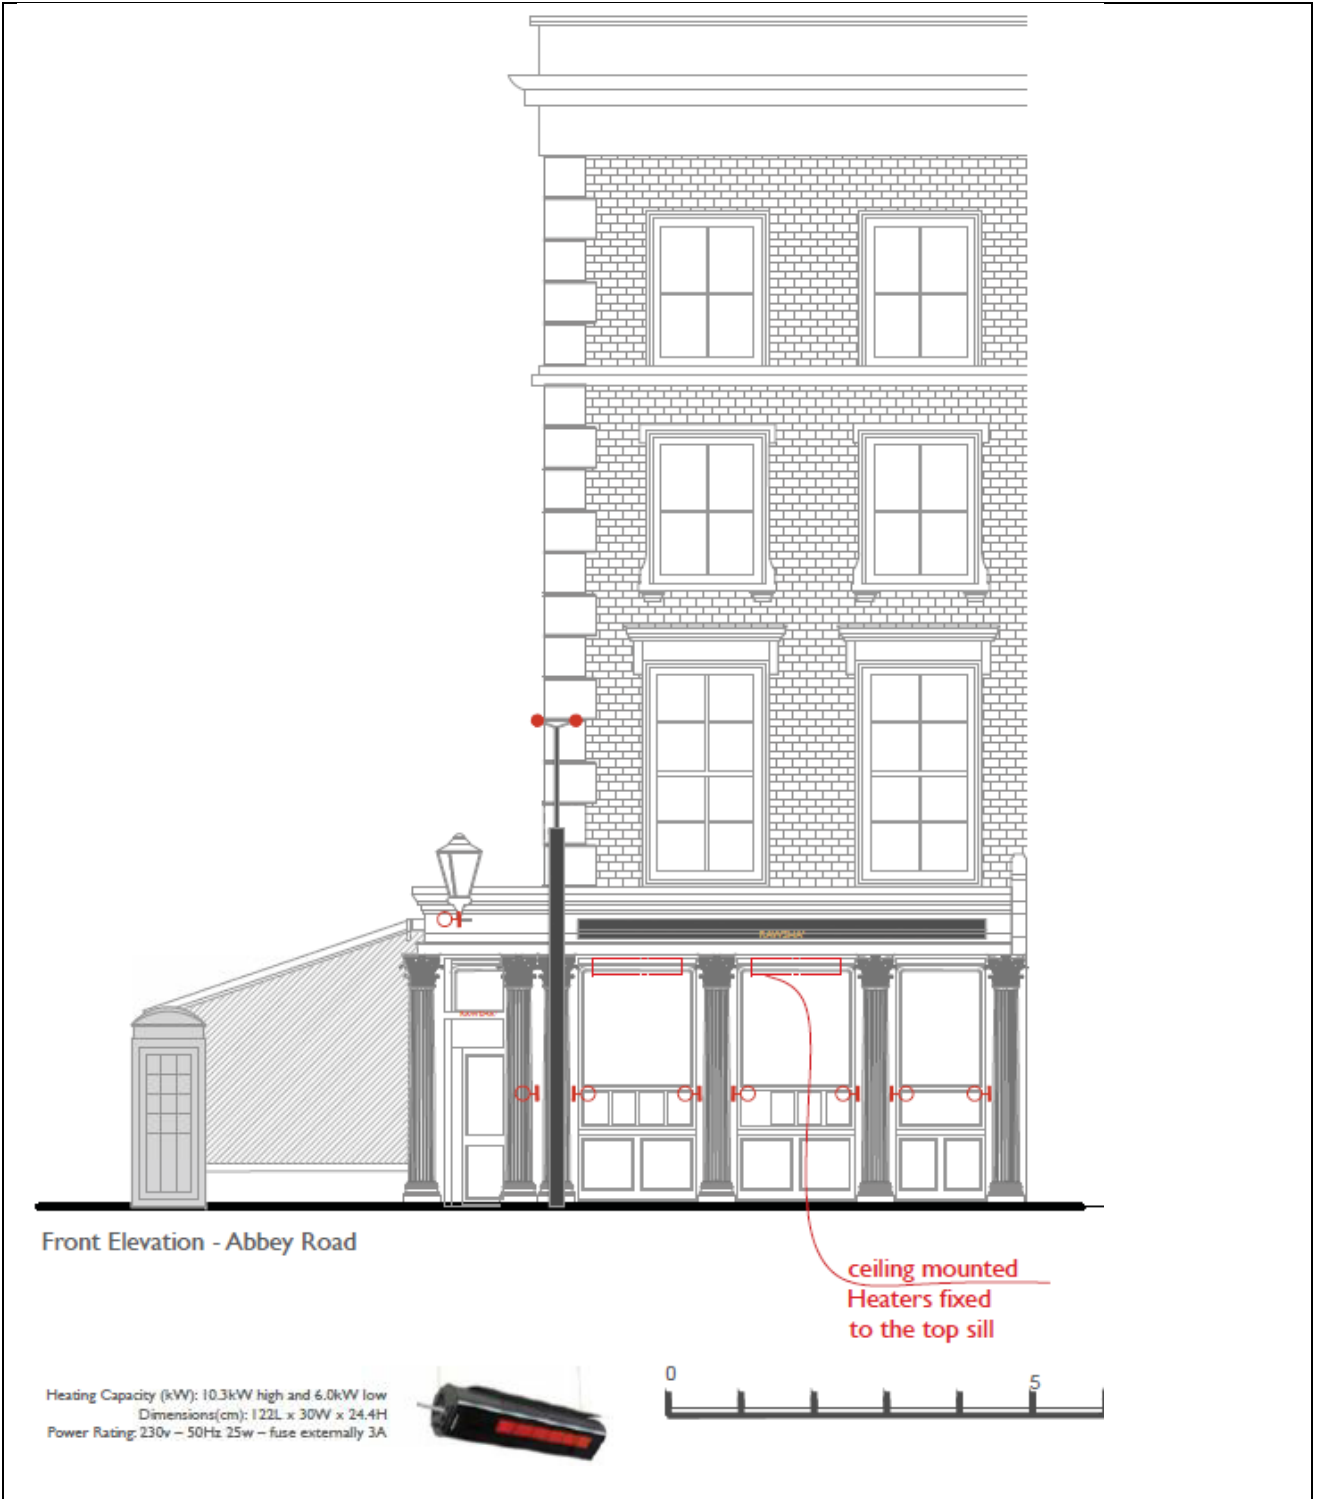 RAWSHA'
Front Elevation - Abbey Road
ceiling mounted
Heaters fixed
to the top sill
Heating Capacity (kW): 10.3kW high and 6.0kW low
Dimensions(cm): 122L x 30W x 24.4H
Power Rating: 230v – 50Hz 25w – fuse externally 3A
0
5